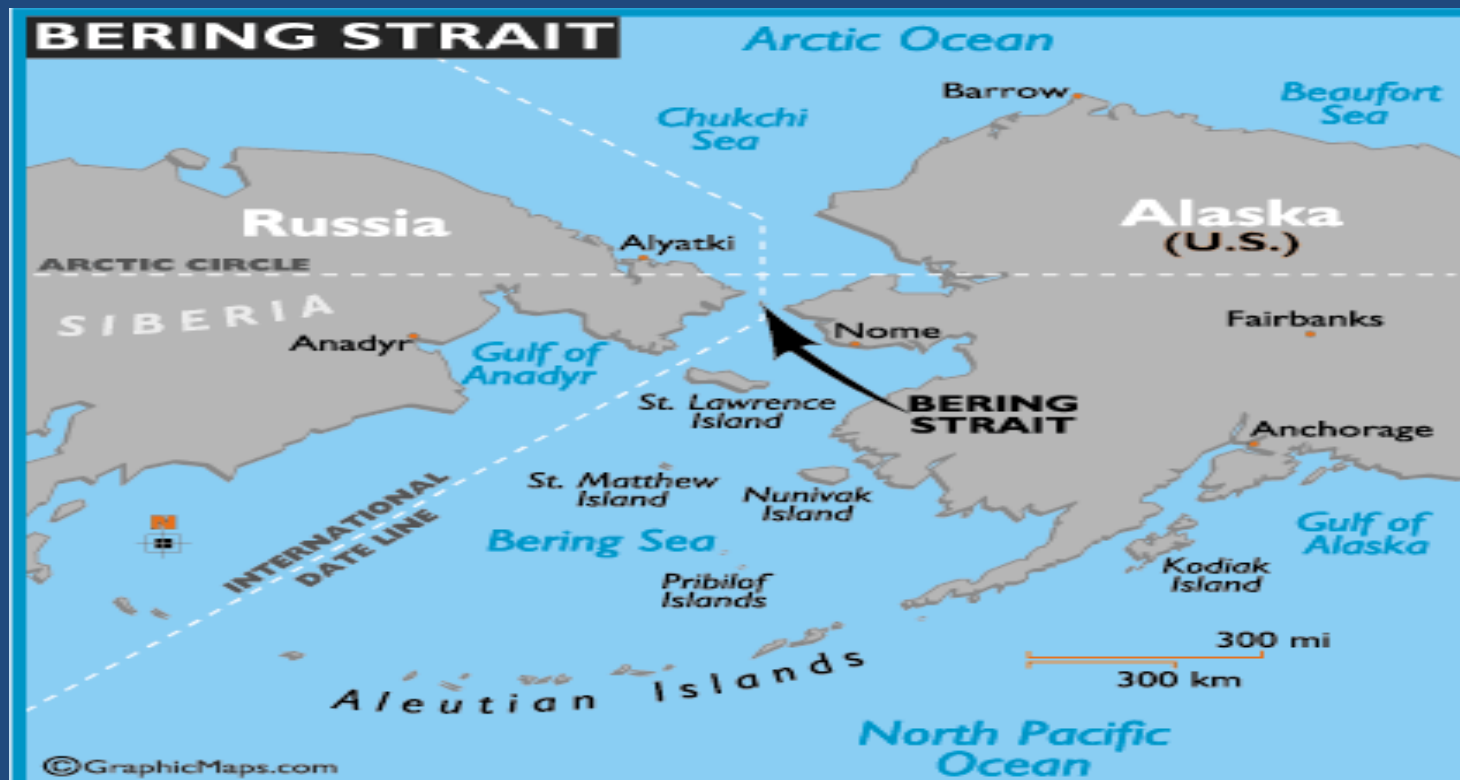 BERING STRAIT
Arctic Ocean
Barrow
Beaufort
Sea
Chukchi
Sea
Russia
Alaska
(U.S.)
Alyatki
ARCTIC CIRCLE
SIBERIA
Anadyr
Gulf of
Anadyr
Nome
Fairbanks
St. Lawrence
Island
BERING
STRAIT
Anchorage
St. Matthew
Island
Nunivak
Island
INTERNATIONAL
DATE LINE
N
Bering Sea
Gulf of
Alaska
Kodiak
Island
Pribilof
Islands
300 mi
300 km
Aleutian Islands
North Pacific
Ocean
©GraphicMaps.com